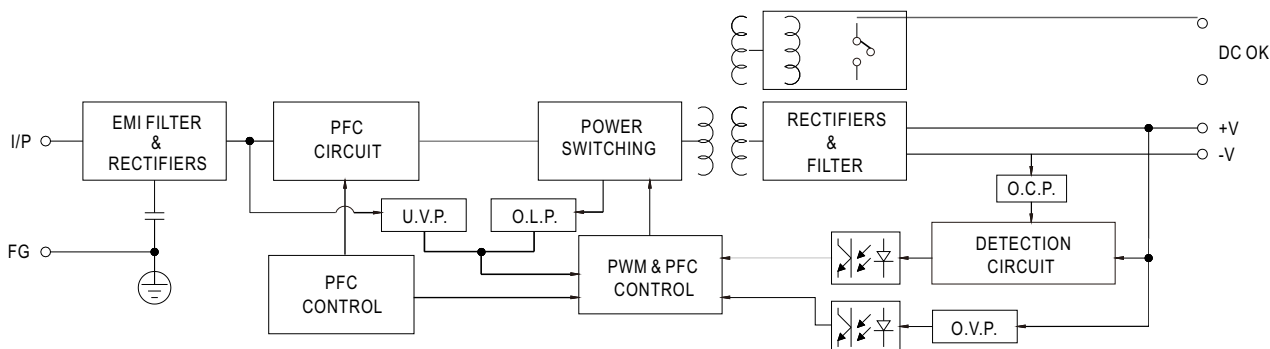 DC OK
I/P
EMI FILTER
&
RECTIFIERS
PFC
CIRCUIT
POWER
SWITCHING
RECTIFIERS
&
FILTER
+V
-V
O.C.P.
U.V.P.
O.L.P.
FG
DETECTION
CIRCUIT
PFC
CONTROL
PWM & PFC
CONTROL
O.V.P.